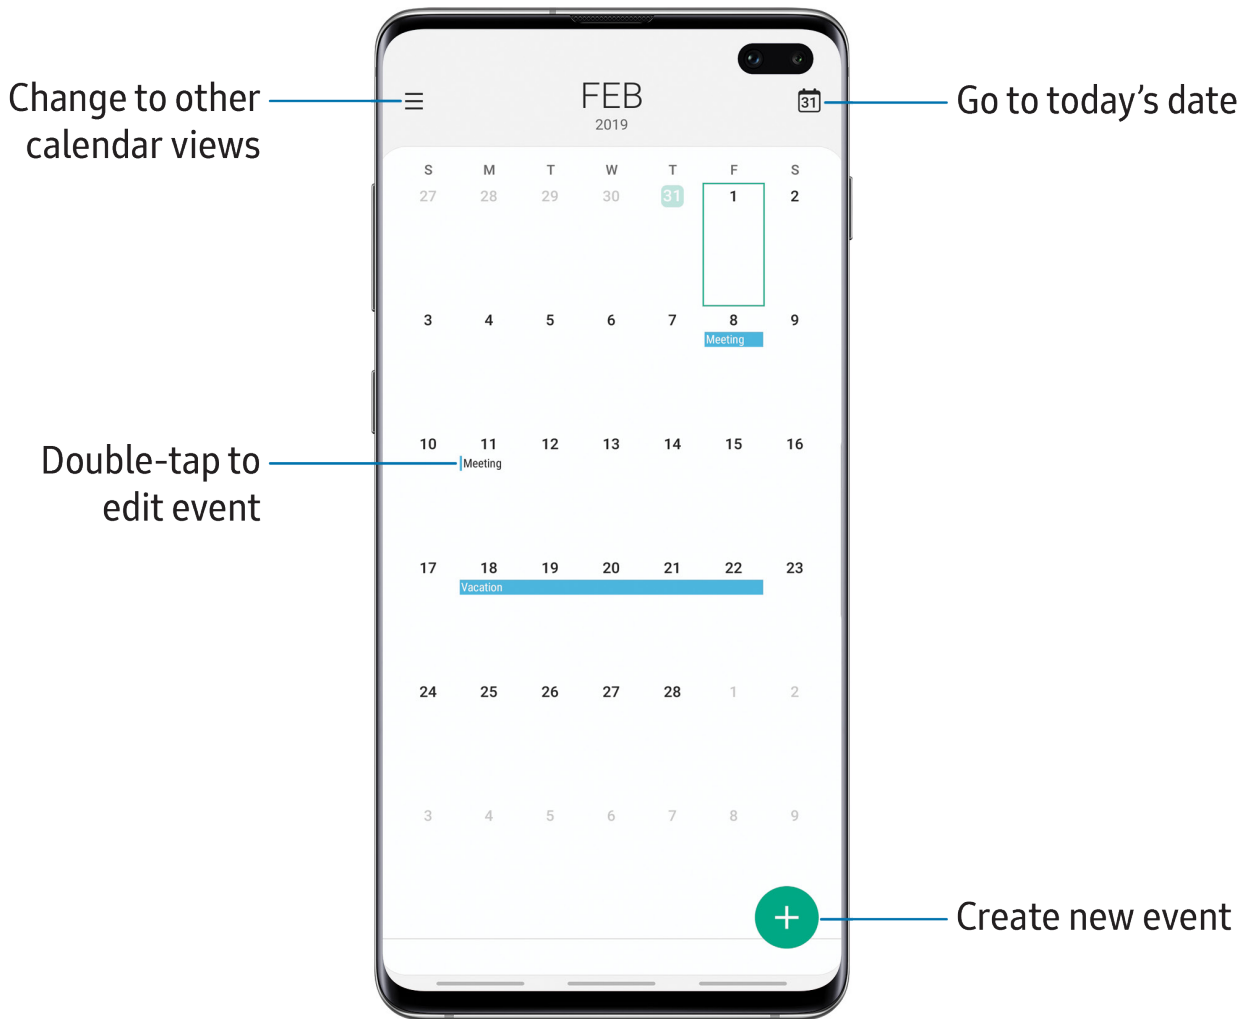 Change to other
calendar views
FEB
2019
31
Go to today's date
S M T W T F S
27 28 29 30 31 1 2
3 4 5 6 7 8 9
Meeting
10 11 12 13 14 15 16
Meeting
Double-tap to
edit event
17 18 19 20 21 22 23
Vacation
24 25 26 27 28 1 2
3 4 5 6 7 8 9
+
Create new event